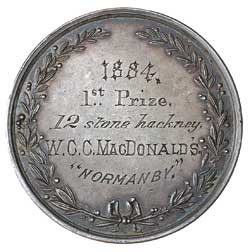 1884.
1st Prize.
12 stone hackney.
W.C.C. MACDONALD'S
"NORMANBY."